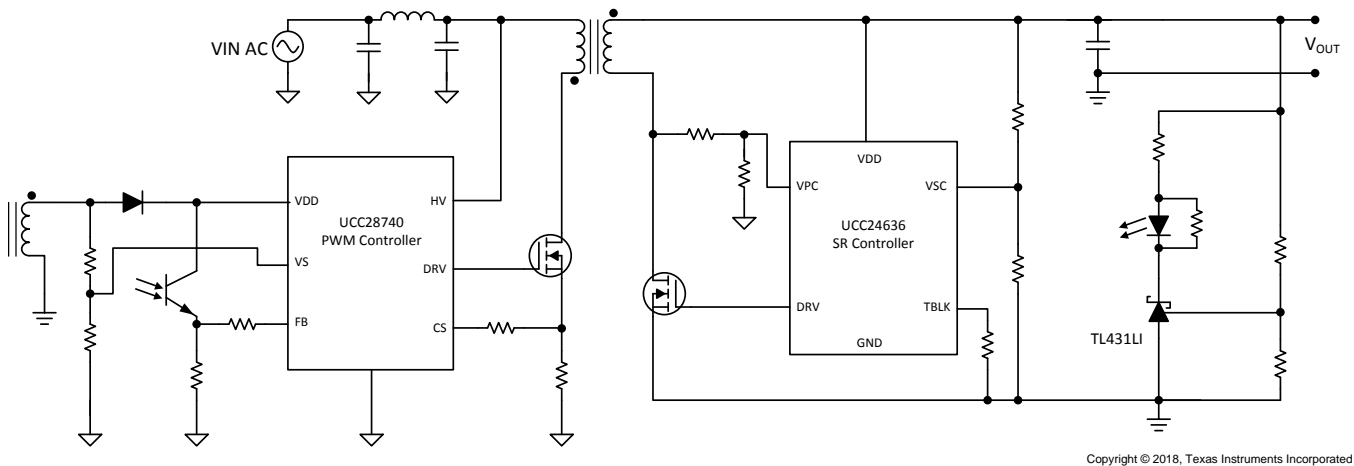 VIN AC
VOUT
VDD
HV
UCC28740
PWM Controller
VS
DRV
FB
CS
VDD
VPC
VSC
UCC24636
SR Controller
DRV
TBLK
GND
TL431LI
Copyright © 2018, Texas Instruments Incorporated